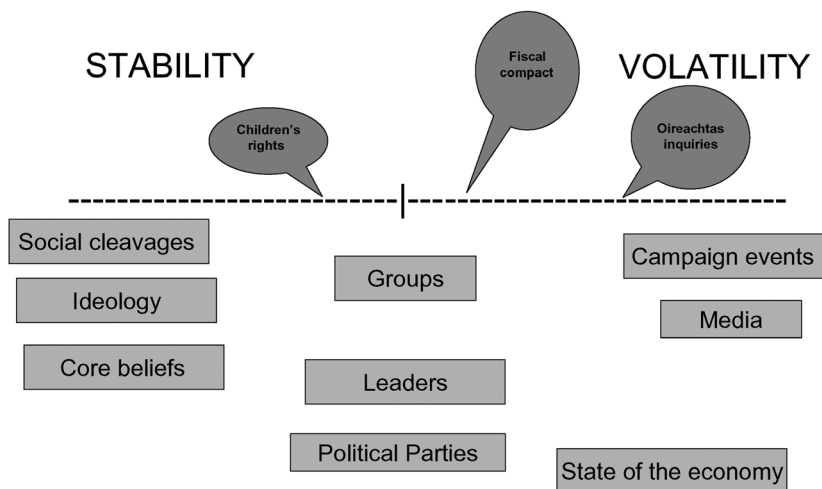 STABILITY
Fiscal
compact
VOLATILITY
Children's
rights
Oireachtas
inquiries
Social cleavages
Groups
Campaign events
Ideology
Media
Core beliefs
Leaders
Political Parties
State of the economy